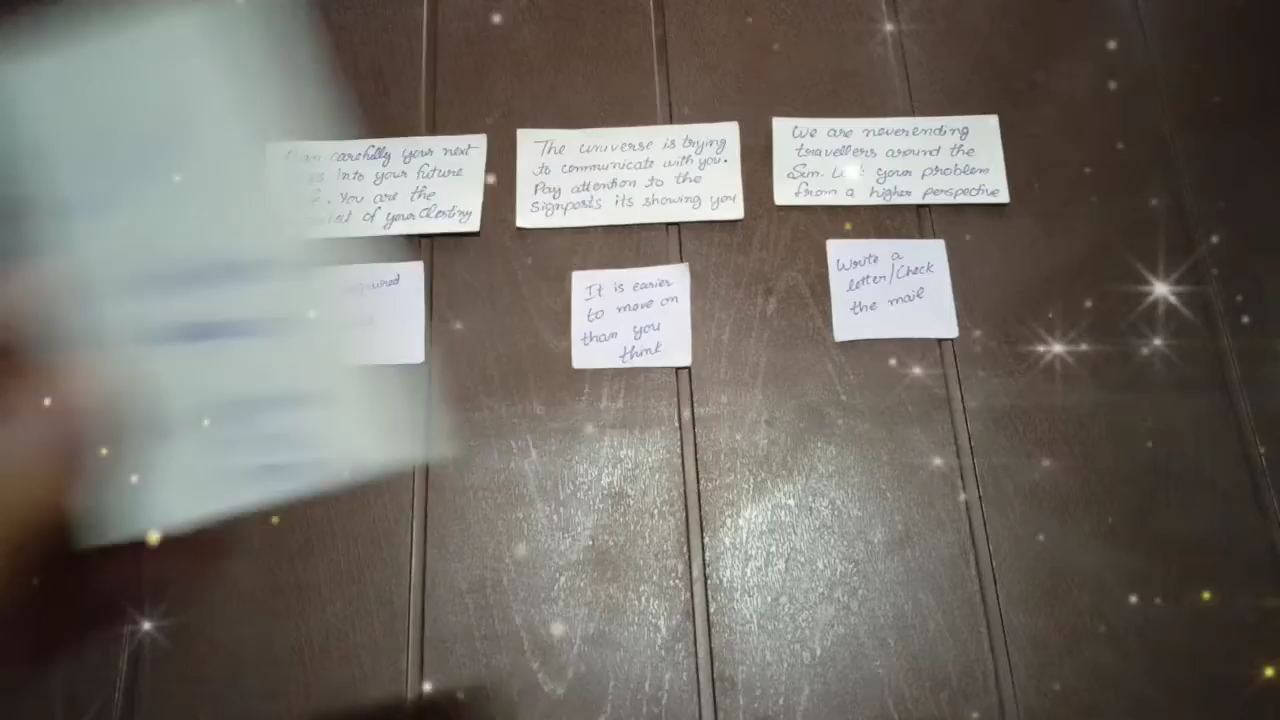 carefully your next
into your future
. You are the
of your destiny
The universe is trying
to communicate with you.
Pay attention to the
Signposts its showing you
We are neverending
travellers around the
Sun. your problem
from a higher perspective
It is easier
to move on
than you
think
Write a
letter/Check
the mail